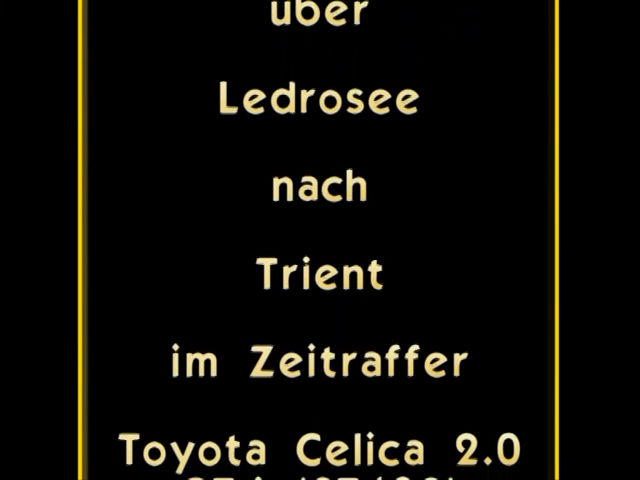 über
Ledrosee
nach
Trient
im Zeitraffer
Toyota Celica 2.0